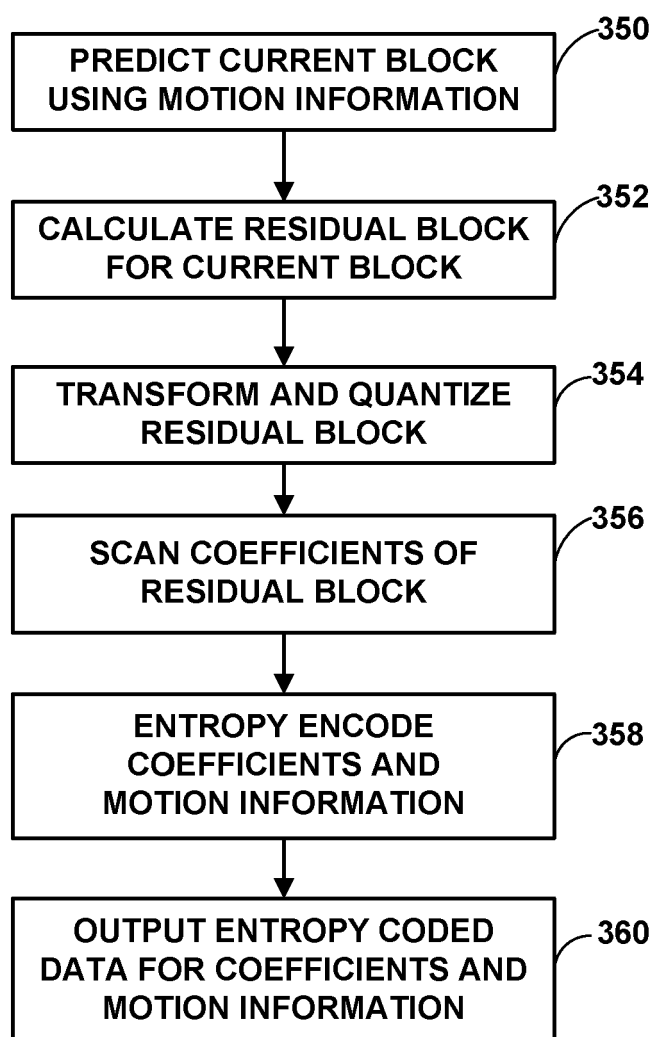 350
PREDICT CURRENT BLOCK
USING MOTION INFORMATION
352
CALCULATE RESIDUAL BLOCK
FOR CURRENT BLOCK
354
TRANSFORM AND QUANTIZE
RESIDUAL BLOCK
356
SCAN COEFFICIENTS OF
RESIDUAL BLOCK
358
ENTROPY ENCODE
COEFFICIENTS AND
MOTION INFORMATION
360
OUTPUT ENTROPY CODED
DATA FOR COEFFICIENTS AND
MOTION INFORMATION